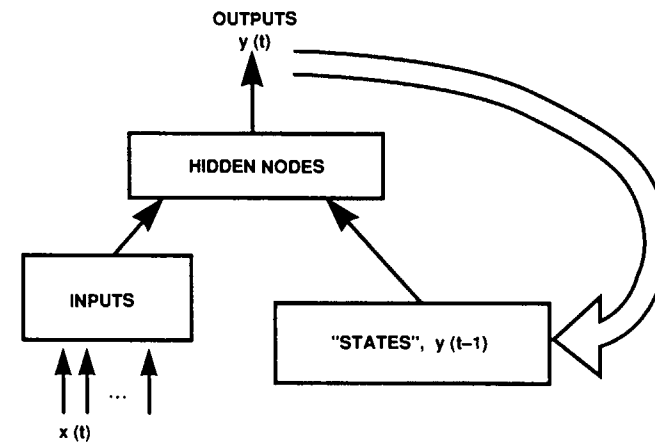 OUTPUTS
y (t)
HIDDEN NODES
INPUTS
"STATES", y (t–1)
...
x (t)